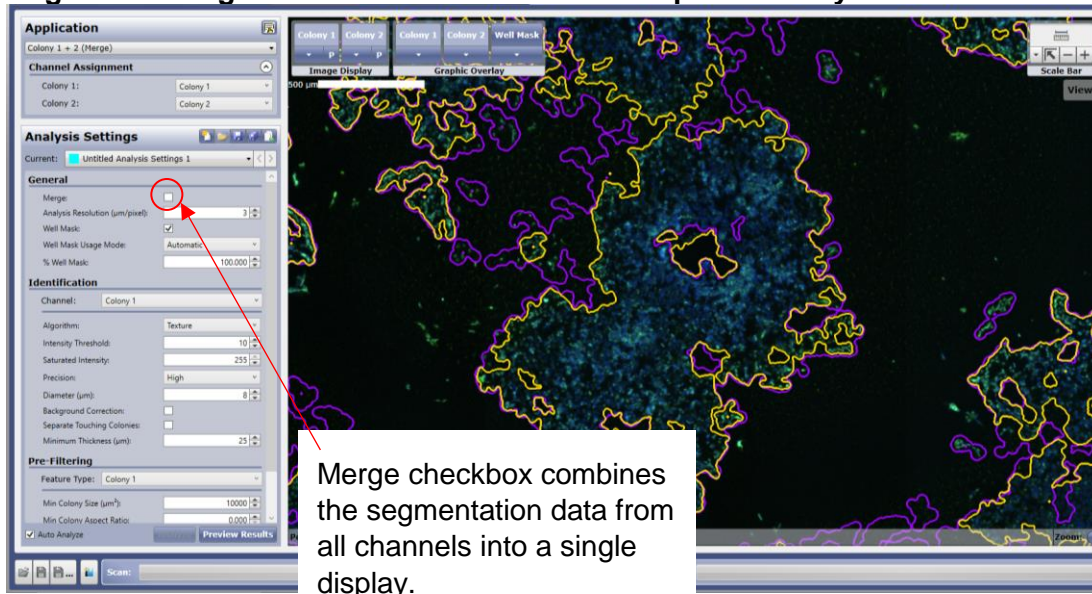 Application
Colony 1 + 2 (Merge)
Channel Assignment
Colony 1: Colony 1
Colony 2: Colony 2
Analysis Settings
Current: Untitled Analysis Settings 1
General
Merge:
Analysis Resolution (µm/pixel): 3
Well Mask:
Well Mask Usage Mode: Automatic
% Well Mask: 100.000
Identification
Channel: Colony 1
Algorithm: Texture
Intensity Threshold: 10
Saturated Intensity: 255
Precision: High
Diameter (µm): 8
Background Correction:
Separate Touching Colonies:
Minimum Thickness (µm): 25
Pre-Filtering
Feature Type: Colony 1
Min Colony Size (µm²): 10000
Min Colony Aspect Ratio: 0.000
Auto Analyze Preview Results
Scan:
Colony 1 Colony 2 Colony 1 Colony 2 Well Mask
P P
Image Display Graphic Overlay
500 µm
Scale Bar
View
Zoom:
Merge checkbox combines
the segmentation data from
all channels into a single
display.